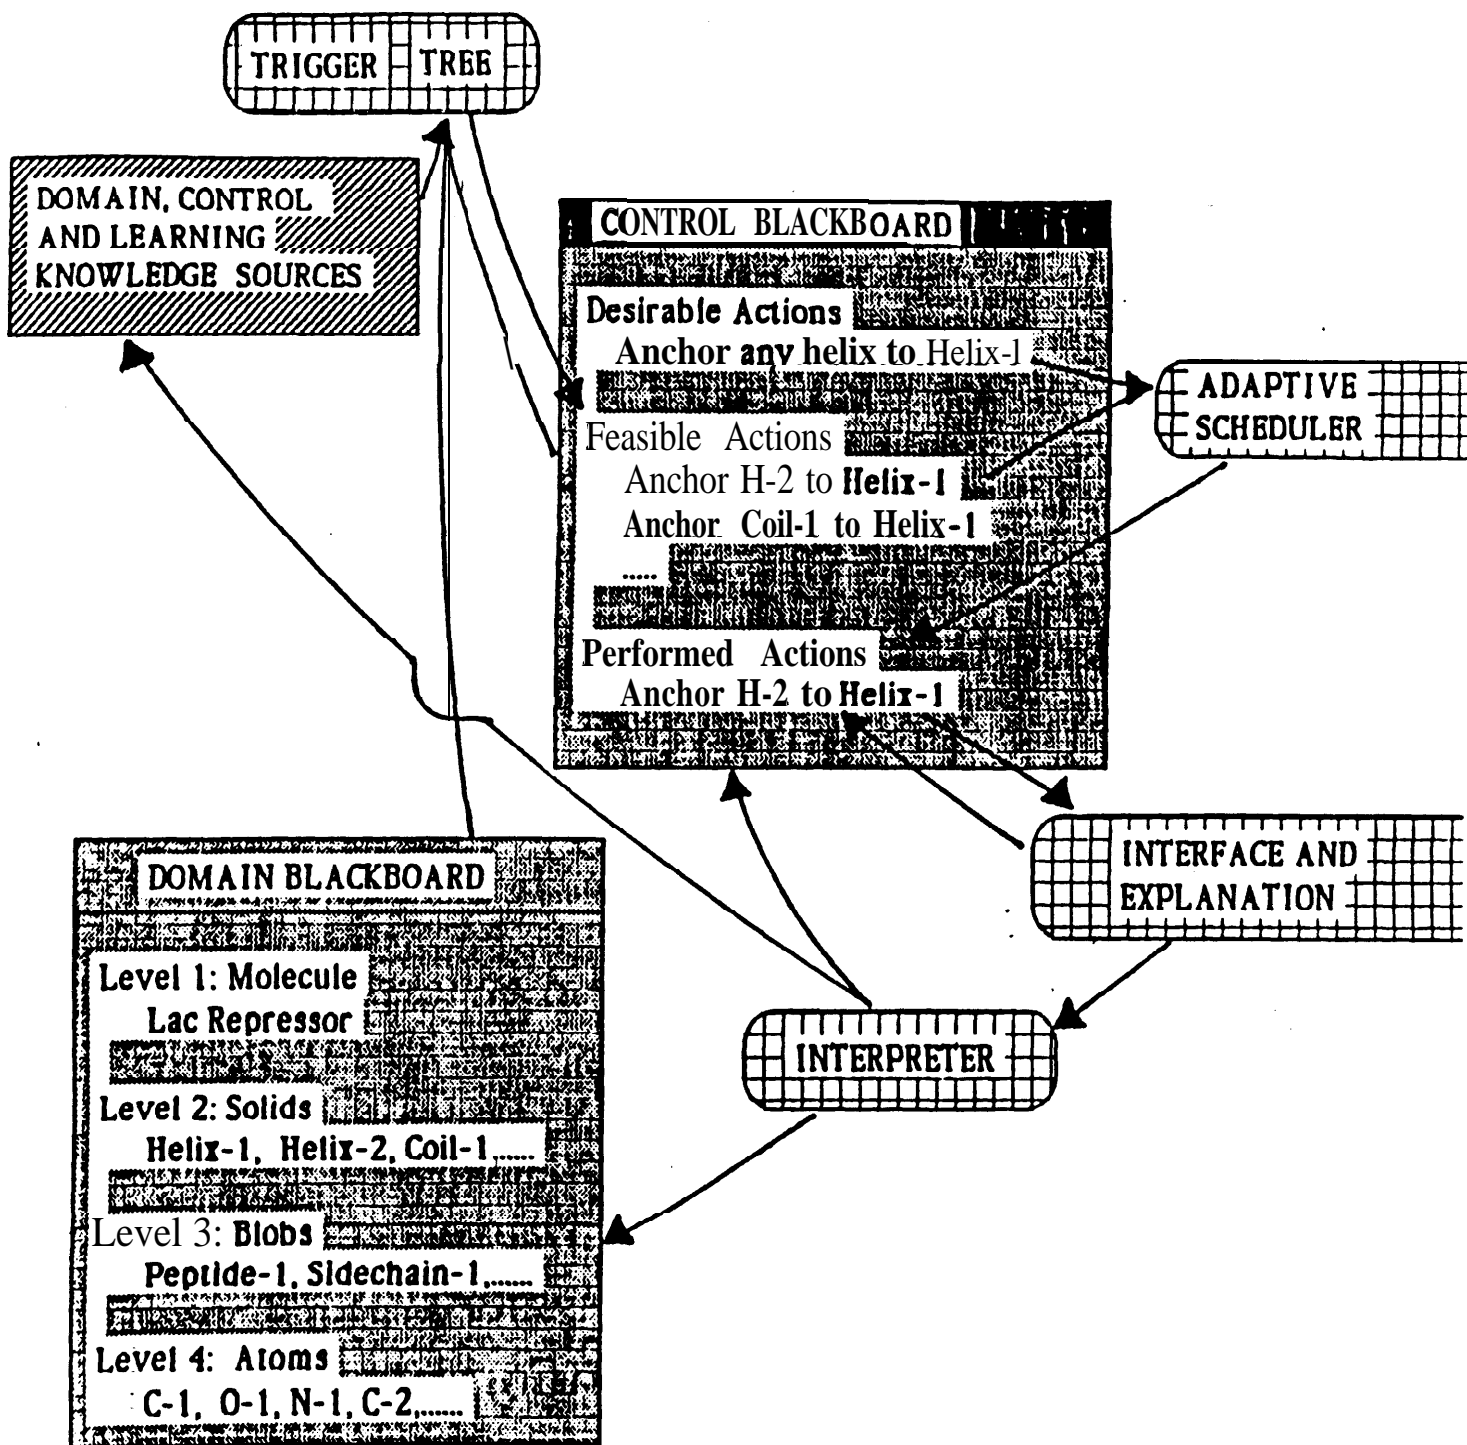 TRIGGER TREE
DOMAIN, CONTROL
AND LEARNING
KNOWLEDGE SOURCES
CONTROL BLACKBOARD
Desirable Actions
Anchor any helix to Helix-1
Feasible Actions
Anchor H-2 to Helix-1
Anchor Coil-1 to Helix-1
.....
Performed Actions
Anchor H-2 to Helix-1
ADAPTIVE
SCHEDULER
INTERFACE AND
EXPLANATION
INTERPRETER
DOMAIN BLACKBOARD
Level 1: Molecule
Lac Repressor
Level 2: Solids
Helix-1, Helix-2, Coil-1,......
Level 3: Blobs
Peptide-1, Sidechain-1,......
Level 4: Atoms
C-1, O-1, N-1, C-2,......